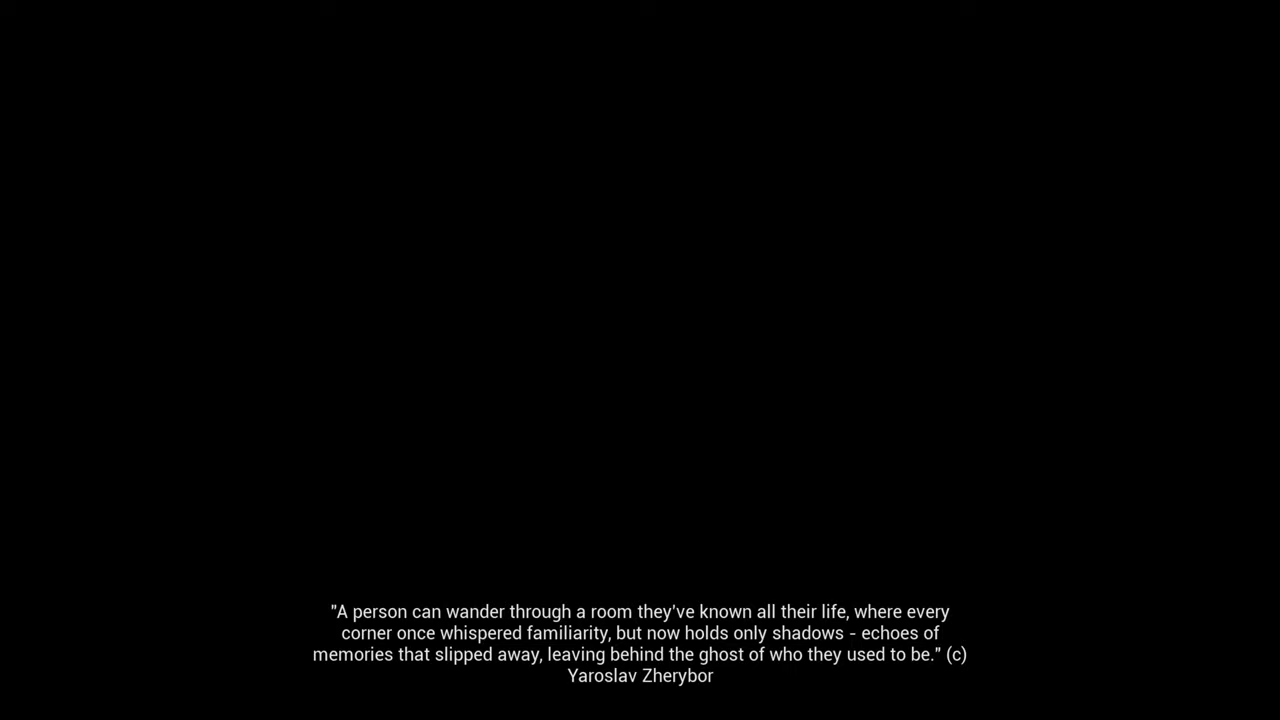 "A person can wander through a room they've known all their life, where every
corner once whispered familiarity, but now holds only shadows - echoes of
memories that slipped away, leaving behind the ghost of who they used to be." (c)
Yaroslav Zherybor